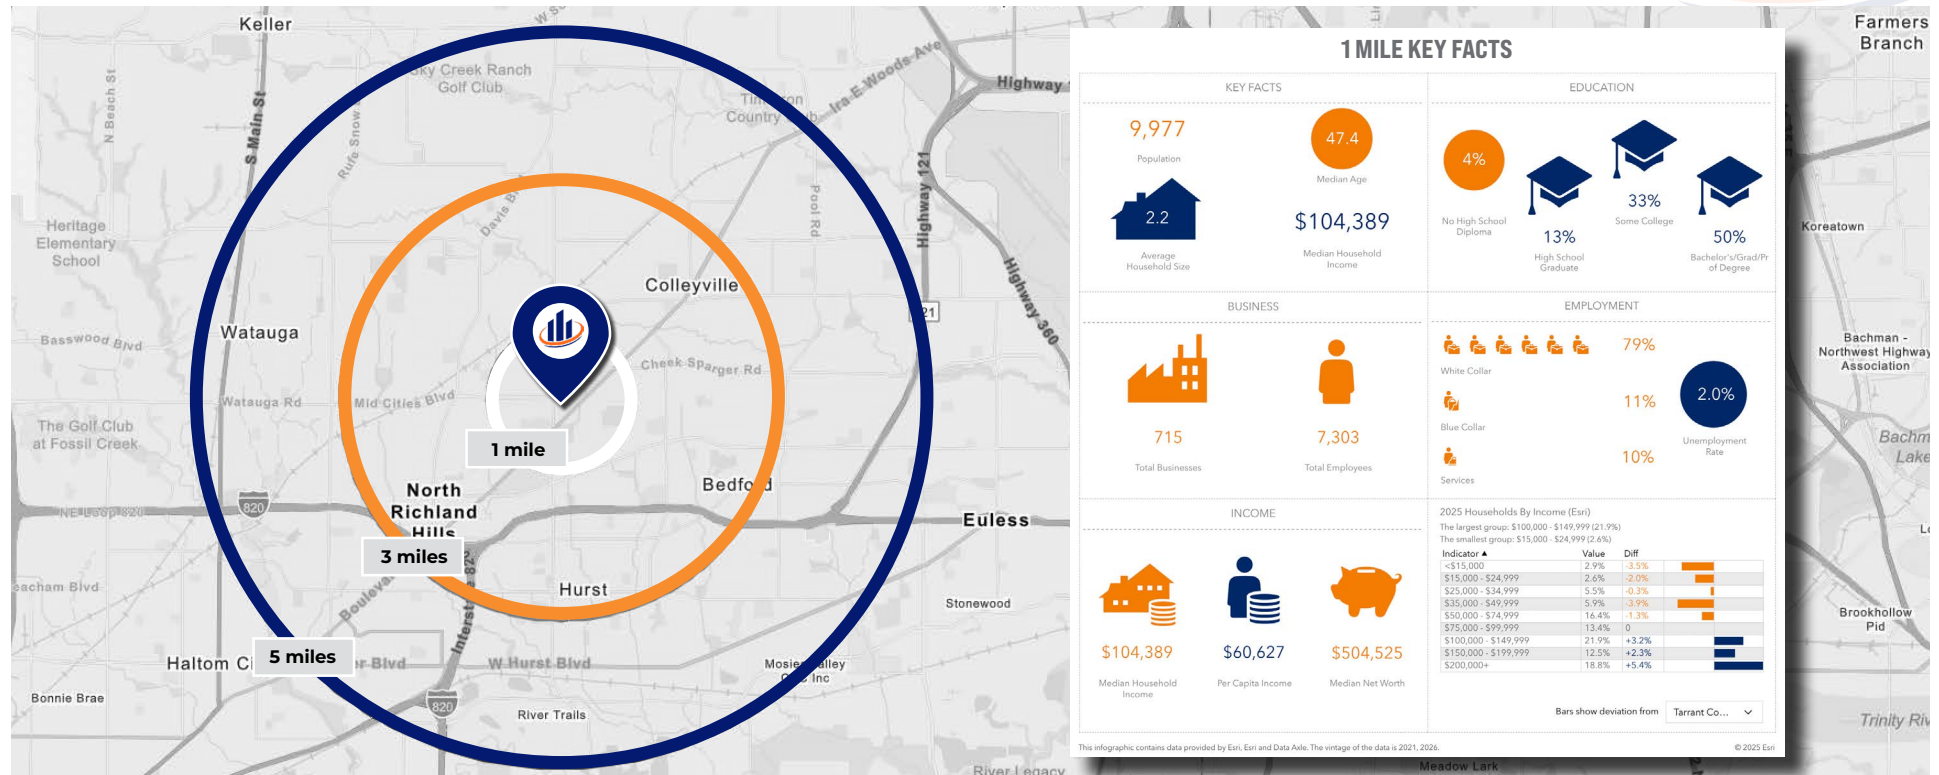 Keller
Sky Creek Ranch
Golf Club
N Beach St
S Main St
Rufe Snow
Country Club
Ira-E-Woods-Ave
Highway
Highway 121
Highway 360
Farmers
Branch
Heritage
Elementary
School
Davis B
Pool Rd
Colleyville
Watauga
Basswood Blvd
Cheek Sparger Rd
Watauga Rd
Mid Cities Blvd
The Golf Club
at Fossil Creek
1 mile
North
Richland
Hills
Bedford
820
NE Loop 820
Euless
3 miles
Hurst
Stonewood
5 miles
Haltom Ci
W Hurst Blvd
Bonnie Brae
820
River Trails
River Legacy
Koreatown
Bachman -
Northwest Highway
Association
Brookhollow
Pid
Trinity Riv
Meadow Lark
1 MILE KEY FACTS
KEY FACTS
9,977
Population
47.4
Median Age
2.2
Average
Household Size
$104,389
Median Household
Income
EDUCATION
4%
No High School
Diploma
13%
High School
Graduate
33%
Some College
50%
Bachelor's/Grad/Pr
of Degree
BUSINESS
715
Total Businesses
7,303
Total Employees
EMPLOYMENT
79%
White Collar
11%
Blue Collar
10%
Services
2.0%
Unemployment
Rate
INCOME
$104,389
Median Household
Income
$60,627
Per Capita Income
$504,525
Median Net Worth
2025 Households By Income (Esri)
The largest group: $100,000 - $149,999 (21.9%)
The smallest group: $15,000 - $24,999 (2.6%)
Indicator ▲ Value Diff
<$15,000 2.9% -3.5%
$15,000 - $24,999 2.6% -2.0%
$25,000 - $34,999 5.5% -0.3%
$35,000 - $49,999 5.9% -3.9%
$50,000 - $74,999 16.4% -1.3%
$75,000 - $99,999 13.4% 0
$100,000 - $149,999 21.9% +3.2%
$150,000 - $199,999 12.5% +2.3%
$200,000+ 18.8% +5.4%
Bars show deviation from Tarrant Co...
This infographic contains data provided by Esri, Esri and Data Axle. The vintage of the data is 2021, 2026.
© 2025 Esri